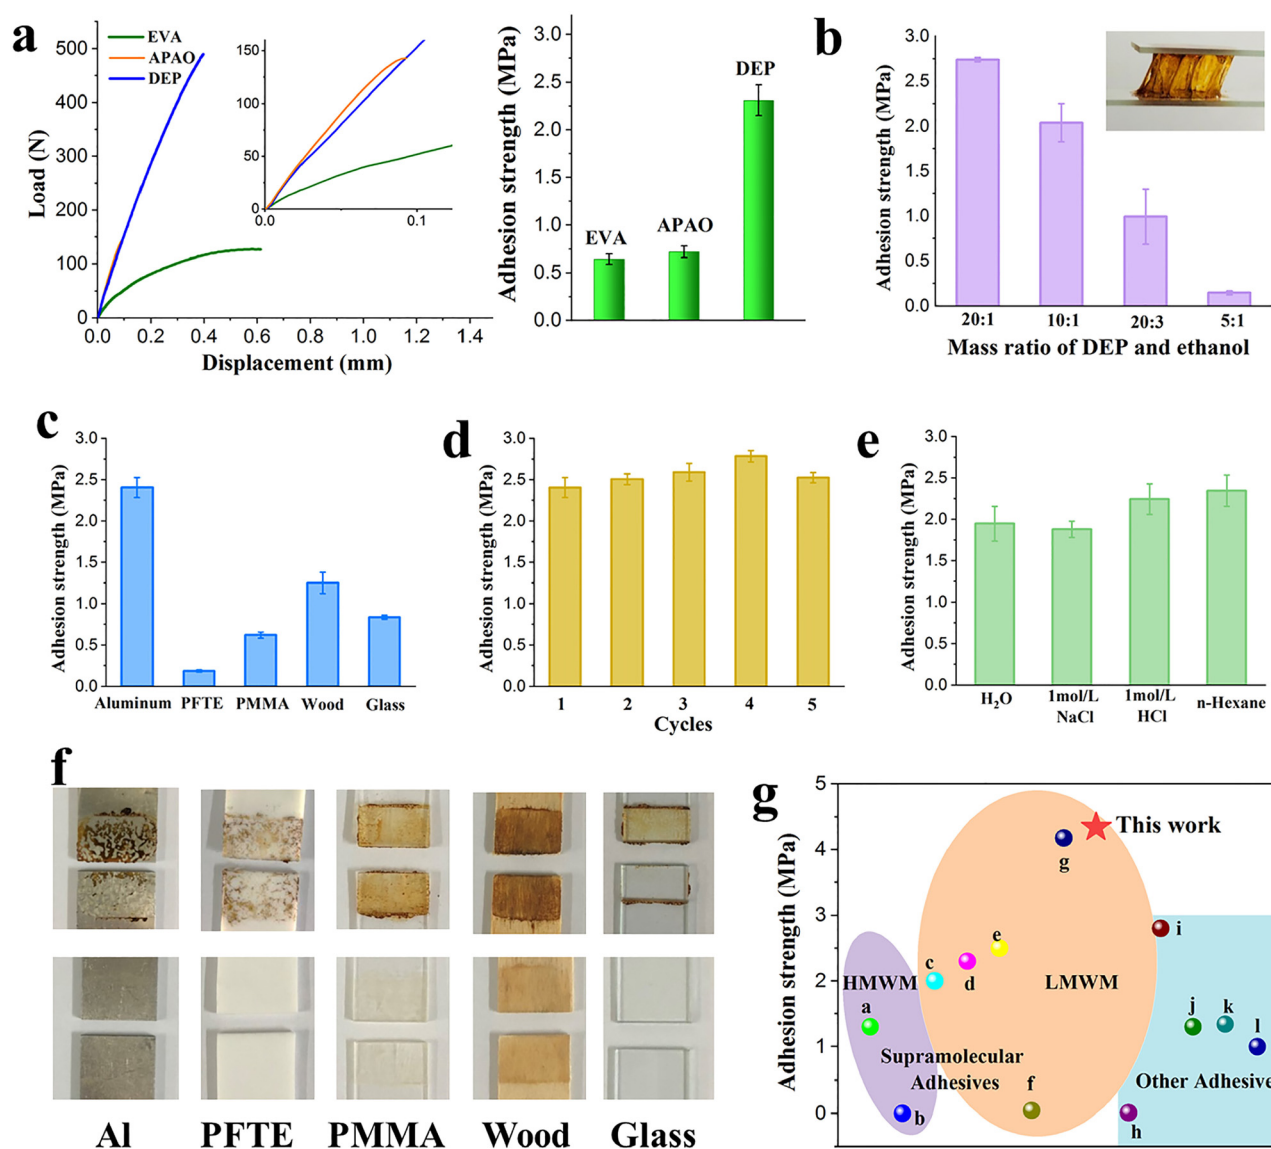 a
EVA
APAO
DEP
Load (N)
500
400
300
200
100
0
0.0 0.2 0.4 0.6 0.8 1.0 1.2 1.4
Displacement (mm)
150
100
50
0
0.0 0.1
Adhesion strength (MPa)
3.0
2.5
2.0
1.5
1.0
0.5
0.0
EVA APAO DEP
b
Adhesion strength (MPa)
3.0
2.0
1.5
1.0
0.5
0.0
20:1 10:1 20:3 5:1
Mass ratio of DEP and ethanol
c
Adhesion strength (MPa)
3.0
2.5
2.0
1.5
1.0
0.5
0.0
Aluminum PFTE PMMA Wood Glass
d
Adhesion strength (MPa)
3.0
2.5
2.0
1.5
1.0
0.5
0.0
1 2 3 4 5
Cycles
e
Adhesion strength (MPa)
3.0
2.5
2.0
1.5
1.0
0.5
0.0
H₂O 1mol/L 1mol/L n-Hexane
NaCl HCl
f
Al PFTE PMMA Wood Glass
g
Adhesion strength (MPa)
5
4
3
2
1
0
This work
g
i
e
c
d
HMWM
LMWM
a
j k
l
Supramolecular
Adhesives
Other Adhesive
f
b
h